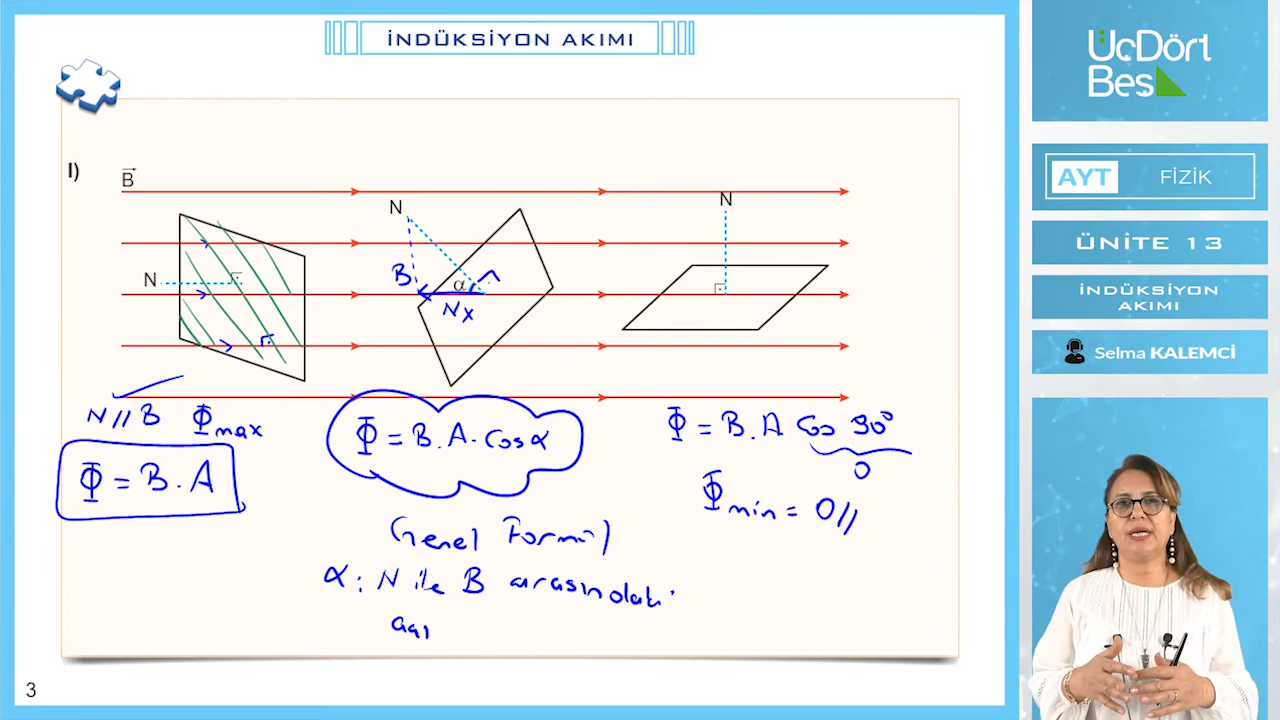 İNDÜKSİYON AKIMI
I)
B
N
N
α
B
Nx
N
N // B Φmax
Φ = B . A
Φ = B . A . Cos α
(Genel Formül)
α : N ile B arasındaki
açı
Φ = B . A Cos 90°
0
Φmin = 0//
3
ÜçDört
Beş
AYT FİZİK
ÜNİTE 13
İNDÜKSİYON
AKIMI
Selma KALEMCİ